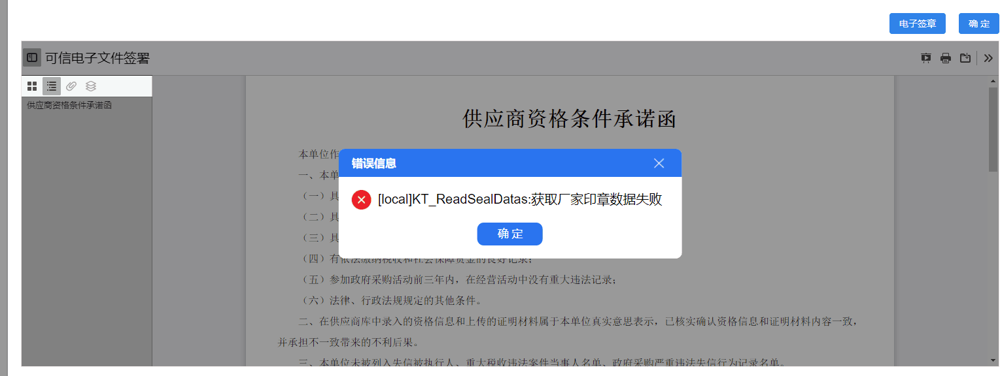 电子签章
确 定
可信电子文件签署
供应商资格条件承诺函
供应商资格条件承诺函
本单位作
错误信息
一、本单
（一）具
[local]KT_ReadSealDatas:获取厂家印章数据失败
（二）具
（三）具
确 定
（四）有依法缴纳税收和社会保障资金的良好记录；
（五）参加政府采购活动前三年内，在经营活动中没有重大违法记录；
（六）法律、行政法规规定的其他条件。
二、在供应商库中录入的资格信息和上传的证明材料属于本单位真实意思表示，已核实确认资格信息和证明材料内容一致，
并承担不一致带来的不利后果。
三、本单位未被列入失信被执行人、重大税收违法案件当事人名单、政府采购严重违法失信行为记录名单。